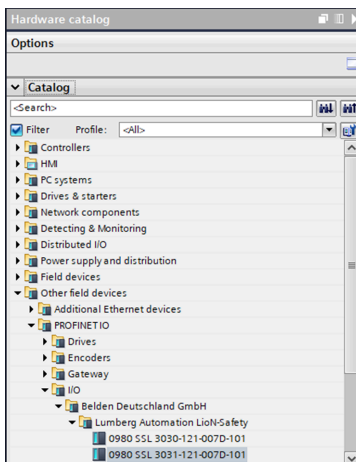 Hardware catalog
Options
Catalog
<Search>
Filter Profile: <All>
Controllers
HMI
PC systems
Drives & starters
Network components
Detecting & Monitoring
Distributed I/O
Power supply and distribution
Field devices
Other field devices
Additional Ethernet devices
PROFINET IO
Drives
Encoders
Gateway
I/O
Belden Deutschland GmbH
Lumberg Automation LioN-Safety
0980 SSL 3030-121-007D-101
0980 SSL 3031-121-007D-101